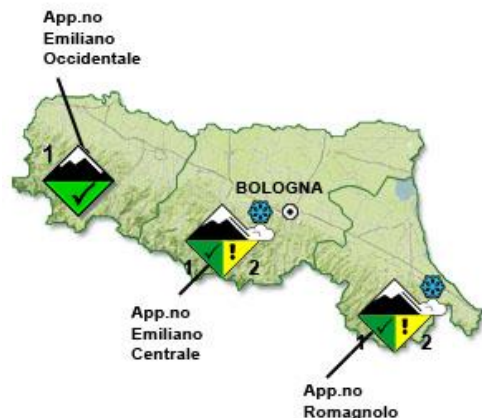 App.no
Emiliano
Occidentale
1
BOLOGNA
!
1 2
App.no
Emiliano
Centrale
!
1 2
App.no
Romagnolo